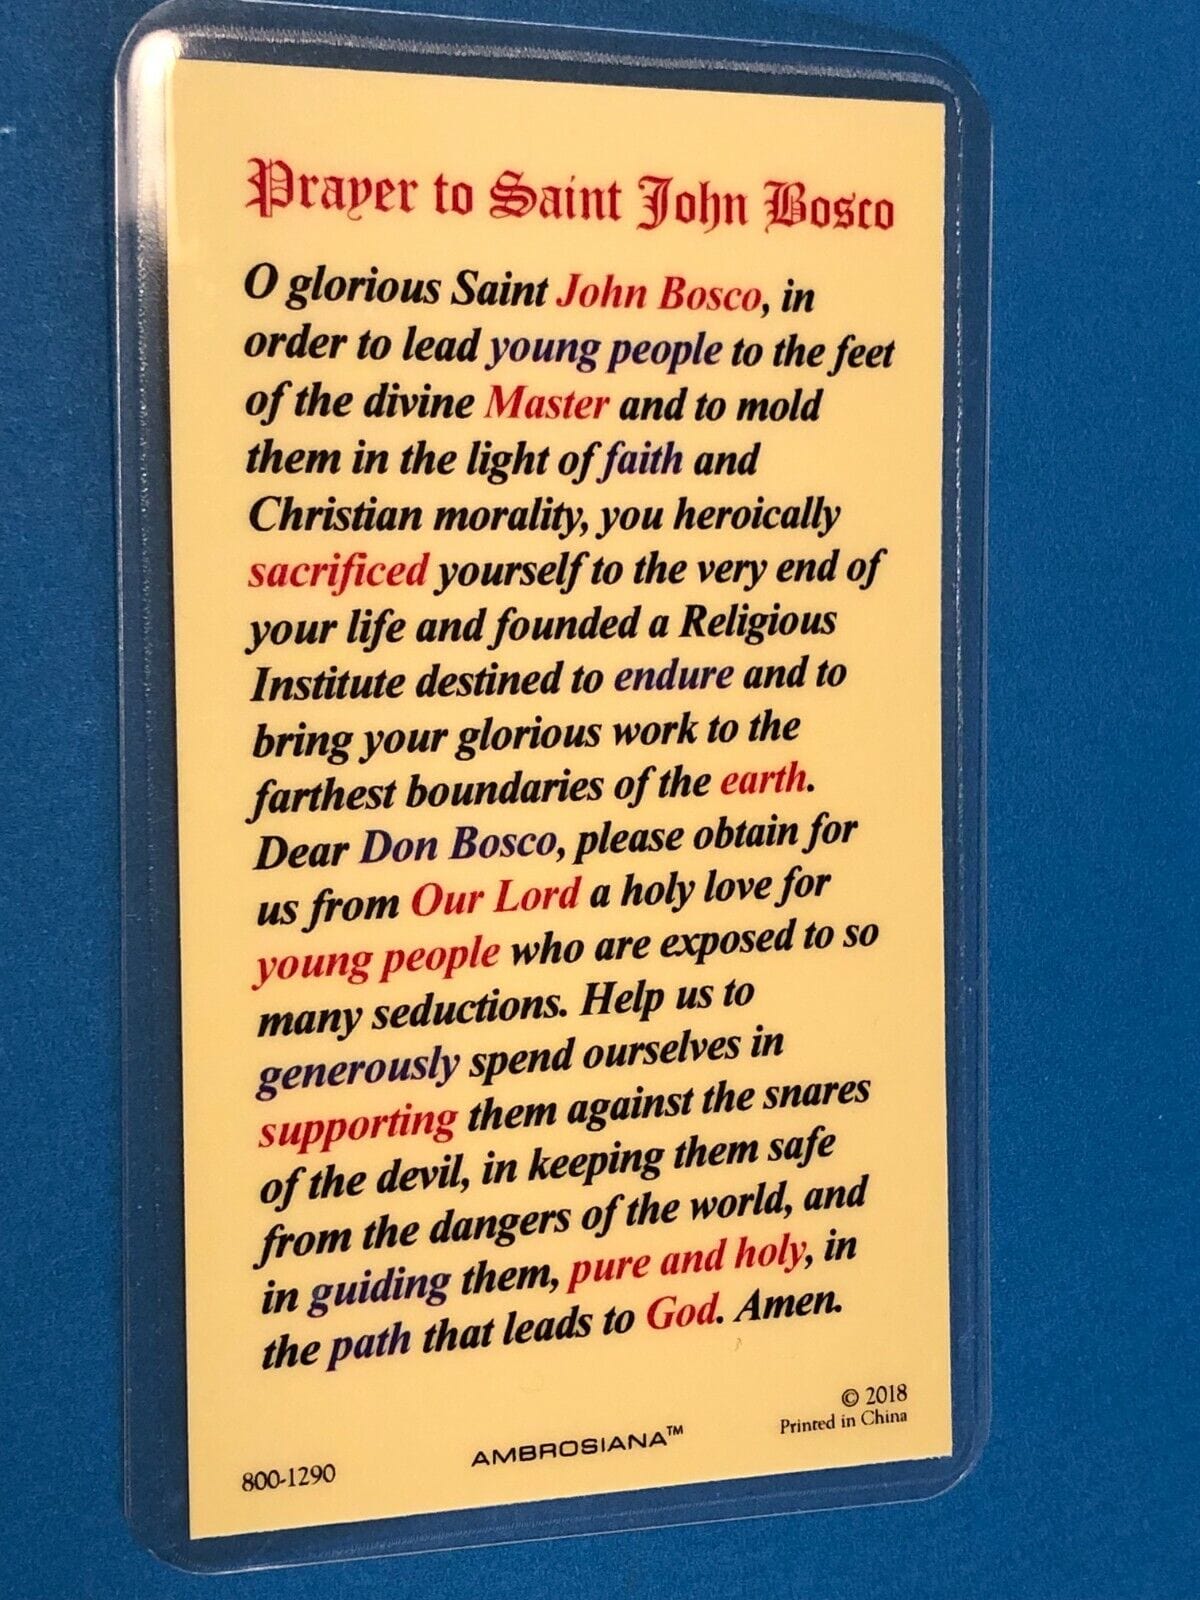 Prayer to Saint John Bosco
O glorious Saint John Bosco, in
order to lead young people to the feet
of the divine Master and to mold
them in the light of faith and
Christian morality, you heroically
sacrificed yourself to the very end of
your life and founded a Religious
Institute destined to endure and to
bring your glorious work to the
farthest boundaries of the earth.
Dear Don Bosco, please obtain for
us from Our Lord a holy love for
young people who are exposed to so
many seductions. Help us to
generously spend ourselves in
supporting them against the snares
of the devil, in keeping them safe
from the dangers of the world, and
in guiding them, pure and holy, in
the path that leads to God. Amen.
© 2018
Printed in China
AMBROSIANA™
800-1290